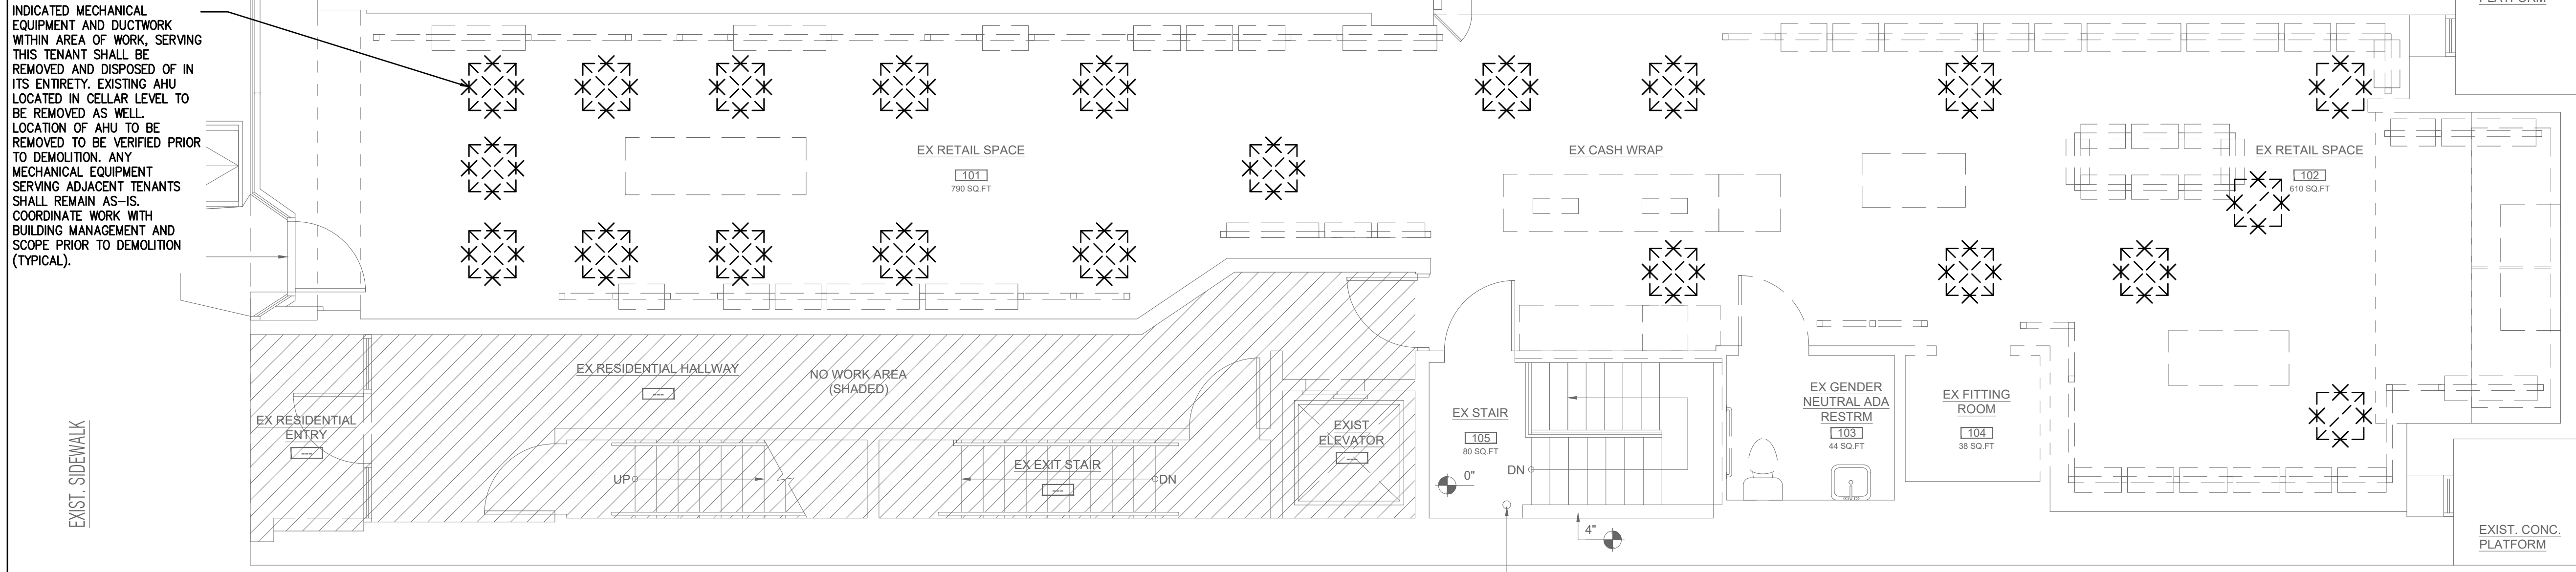 INDICATED MECHANICAL
EQUIPMENT AND DUCTWORK
WITHIN AREA OF WORK, SERVING
THIS TENANT SHALL BE
REMOVED AND DISPOSED OF IN
ITS ENTIRETY. EXISTING AHU
LOCATED IN CELLAR LEVEL TO
BE REMOVED AS WELL.
LOCATION OF AHU TO BE
REMOVED TO BE VERIFIED PRIOR
TO DEMOLITION. ANY
MECHANICAL EQUIPMENT
SERVING ADJACENT TENANTS
SHALL REMAIN AS-IS.
COORDINATE WORK WITH
BUILDING MANAGEMENT AND
SCOPE PRIOR TO DEMOLITION
(TYPICAL).
EX RETAIL SPACE
101
790 SQ.FT
EX CASH WRAP
EX RETAIL SPACE
102
610 SQ.FT
EX RESIDENTIAL HALLWAY
---
NO WORK AREA
(SHADED)
EX RESIDENTIAL
ENTRY
---
EXIST. SIDEWALK
UP
EX EXIT STAIR
---
DN
EXIST
ELEVATOR
---
EX STAIR
105
80 SQ.FT
0"
DN
4"
EX GENDER
NEUTRAL ADA
RESTRM
103
44 SQ.FT
EX FITTING
ROOM
104
38 SQ.FT
EXIST. CONC.
PLATFORM